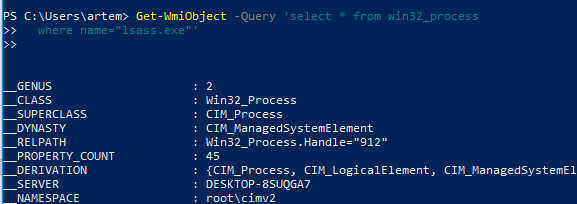 PS C:\Users\artem> Get-WmiObject -Query 'select * from win32_process
>>   where name="lsass.exe"'
>>
__GENUS                    : 2
__CLASS                    : Win32_Process
__SUPERCLASS               : CIM_Process
__DYNASTY                  : CIM_ManagedSystemElement
__RELPATH                  : Win32_Process.Handle="912"
__PROPERTY_COUNT           : 45
__DERIVATION               : {CIM_Process, CIM_LogicalElement, CIM_ManagedSystemEl
__SERVER                   : DESKTOP-8SUQGA7
__NAMESPACE                : root\cimv2